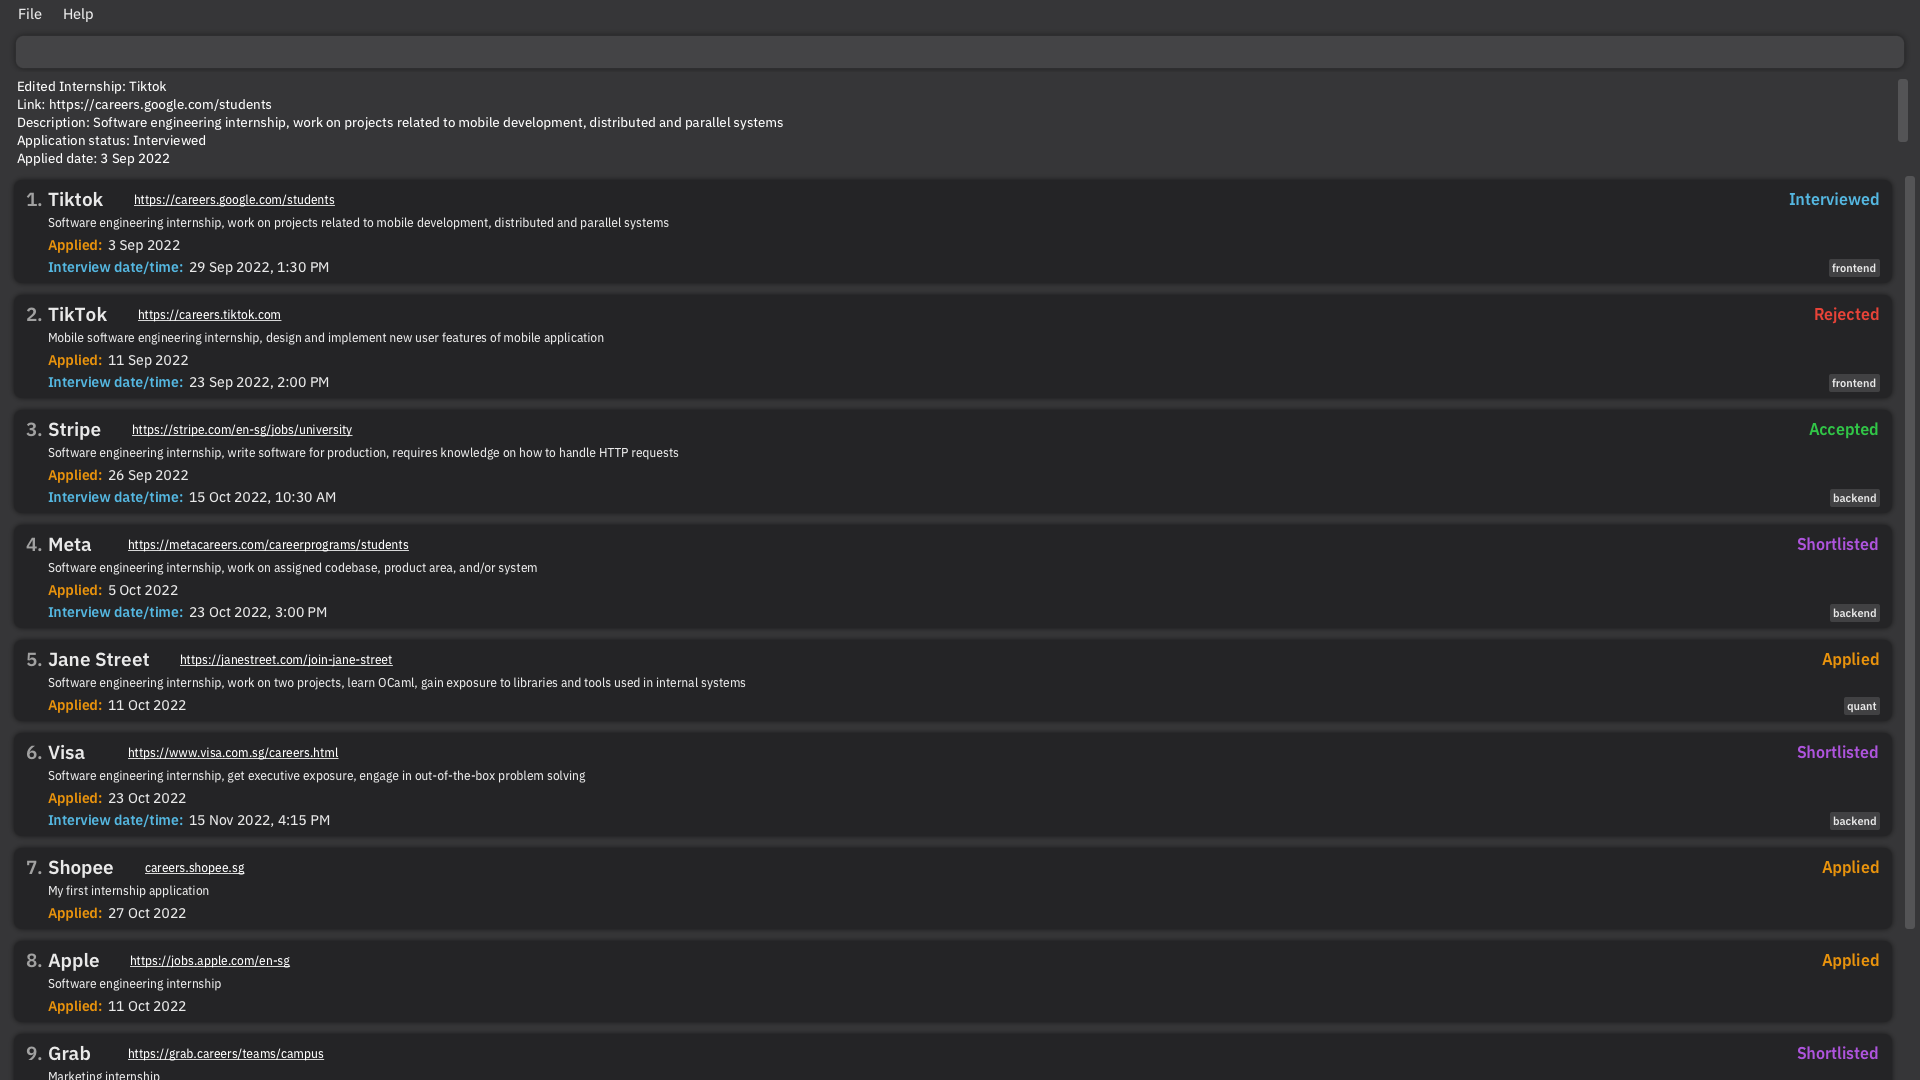 File Help
Edited Internship: Tiktok
Link: https://careers.google.com/students
Description: Software engineering internship, work on projects related to mobile development, distributed and parallel systems
Application status: Interviewed
Applied date: 3 Sep 2022
1. Tiktok https://careers.google.com/students Interviewed
Software engineering internship, work on projects related to mobile development, distributed and parallel systems
Applied: 3 Sep 2022
Interview date/time: 29 Sep 2022, 1:30 PM frontend
2. TikTok https://careers.tiktok.com Rejected
Mobile software engineering internship, design and implement new user features of mobile application
Applied: 11 Sep 2022
Interview date/time: 23 Sep 2022, 2:00 PM frontend
3. Stripe https://stripe.com/en-sg/jobs/university Accepted
Software engineering internship, write software for production, requires knowledge on how to handle HTTP requests
Applied: 26 Sep 2022
Interview date/time: 15 Oct 2022, 10:30 AM backend
4. Meta https://metacareers.com/careerprograms/students Shortlisted
Software engineering internship, work on assigned codebase, product area, and/or system
Applied: 5 Oct 2022
Interview date/time: 23 Oct 2022, 3:00 PM backend
5. Jane Street https://janestreet.com/join-jane-street Applied
Software engineering internship, work on two projects, learn OCaml, gain exposure to libraries and tools used in internal systems
Applied: 11 Oct 2022 quant
6. Visa https://www.visa.com.sg/careers.html Shortlisted
Software engineering internship, get executive exposure, engage in out-of-the-box problem solving
Applied: 23 Oct 2022
Interview date/time: 15 Nov 2022, 4:15 PM backend
7. Shopee careers.shopee.sg Applied
My first internship application
Applied: 27 Oct 2022
8. Apple https://jobs.apple.com/en-sg Applied
Software engineering internship
Applied: 11 Oct 2022
9. Grab https://grab.careers/teams/campus Shortlisted
Marketing internship